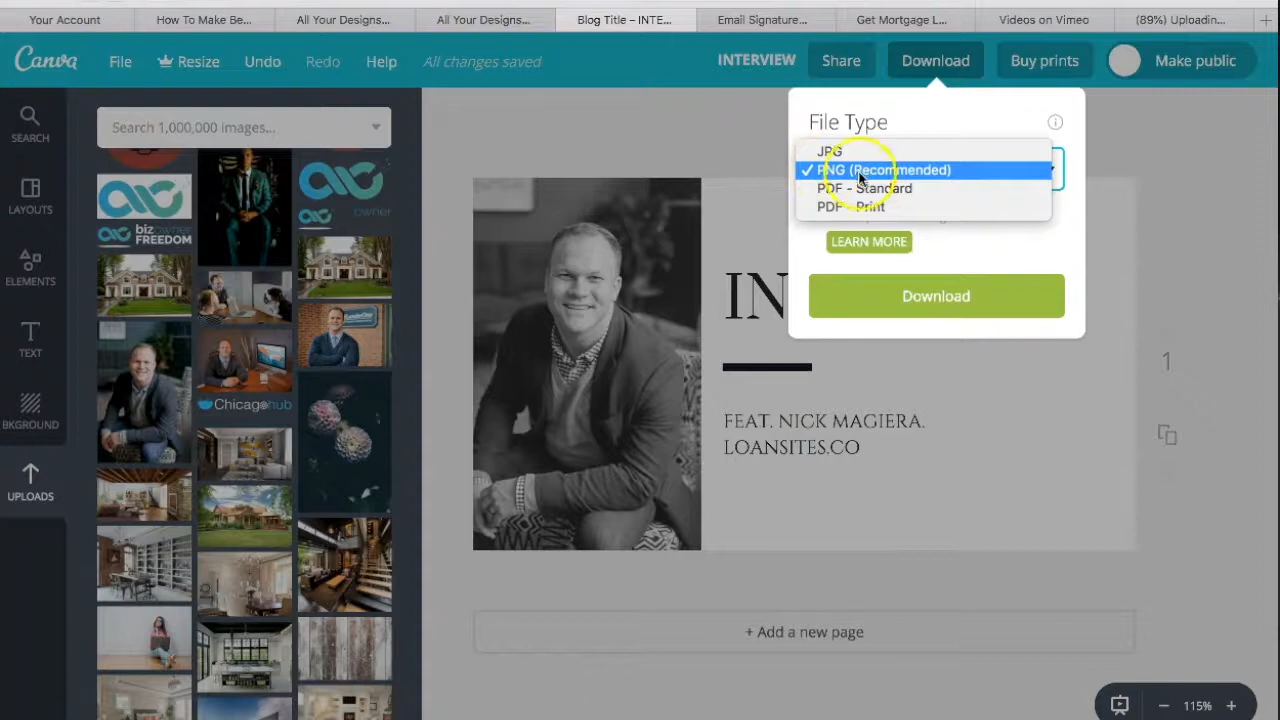 Your Account
How To Make Be...
All Your Designs...
All Your Designs...
Blog Title – INTE...
Email Signature...
Get Mortgage L...
Videos on Vimeo
(89%) Uploadin...
Canva
File
Resize
Undo
Redo
Help
All changes saved
INTERVIEW
Share
Download
Buy prints
Make public
Search 1,000,000 images...
SEARCH
LAYOUTS
ELEMENTS
TEXT
BKGROUND
UPLOADS
owner
bizowner
FREEDOM
Chicagohub
File Type
JPG
PNG (Recommended)
PDF - Standard
PDF - Print
LEARN MORE
Download
IN
FEAT. NICK MAGIERA.
LOANSITES.CO
1
+ Add a new page
115%